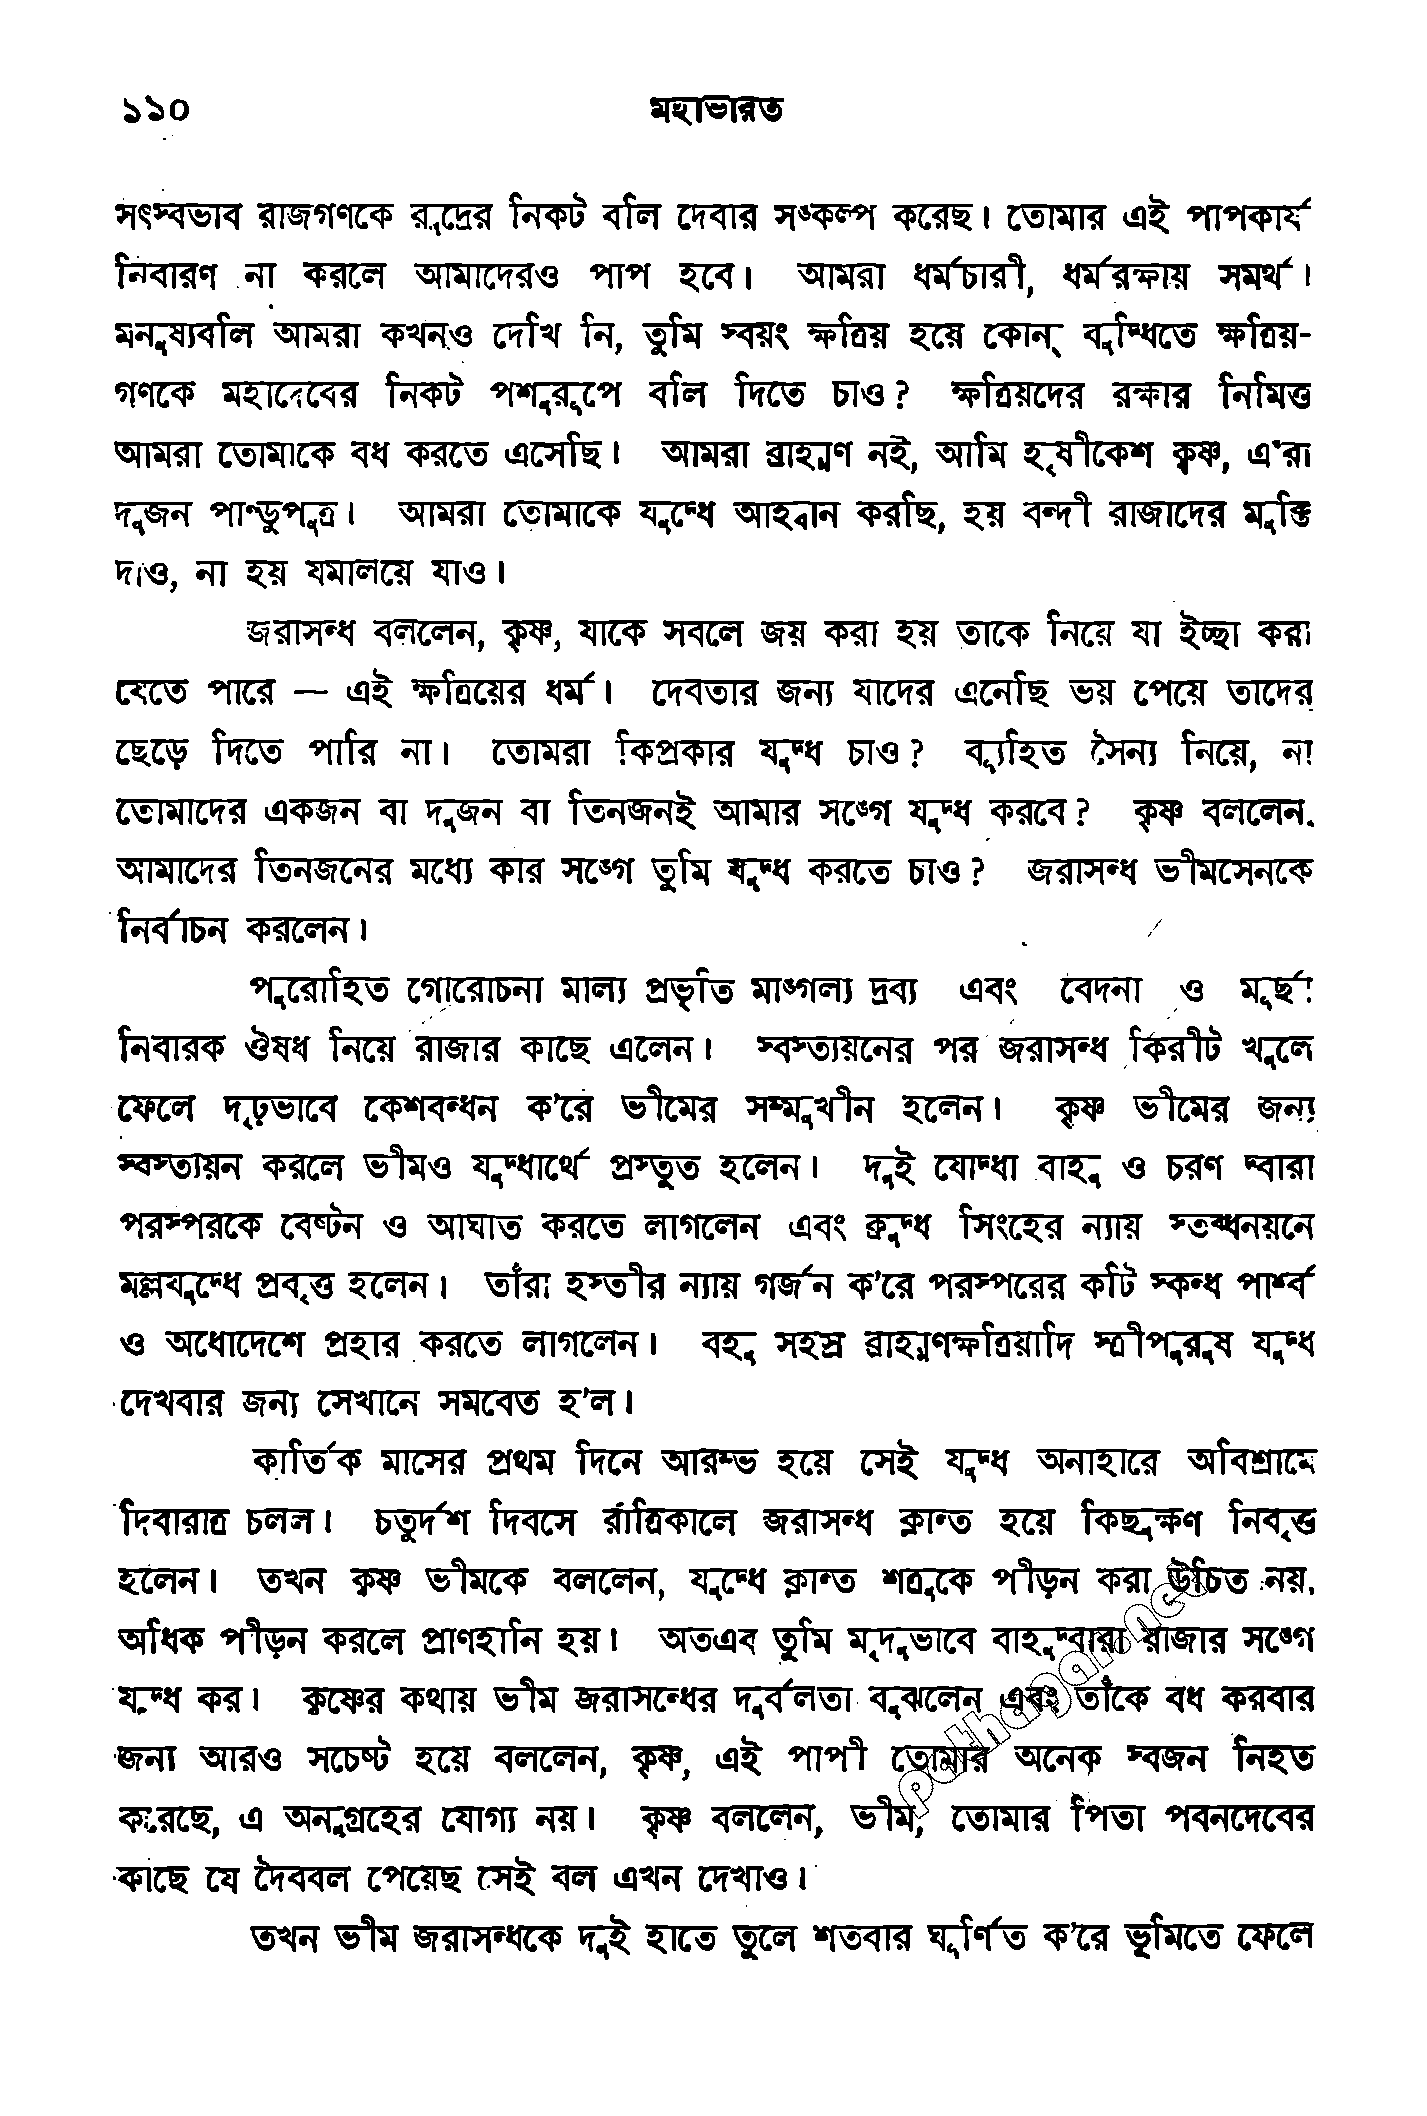 ১১০ মহাভারত
সৎস্বভাব রাজগণকে রুদ্রের নিকট বলি দেবার সঙ্কল্প করেছ। তোমার এই পাপকার্য
নিবারণ না করলে আমাদেরও পাপ হবে। আমরা ধর্মচারী, ধর্মরক্ষায় সমর্থ।
মনুষ্যবলি আমরা কখনও দেখি নি, তুমি স্বয়ং ক্ষত্রিয় হয়ে কোন্ বুদ্ধিতে ক্ষত্রিয়-
গণকে মহাদেবের নিকট পশুরূপে বলি দিতে চাও? ক্ষত্রিয়দের রক্ষার নিমিত্ত
আমরা তোমাকে বধ করতে এসেছি। আমরা ব্রাহ্মণ নই, আমি হৃষীকেশ কৃষ্ণ, এ'রা
দুজন পাণ্ডুপুত্র। আমরা তোমাকে যুদ্ধে আহ্বান করছি, হয় বন্দী রাজাদের মুক্তি
দাও, না হয় যমালয়ে যাও।
জরাসন্ধ বললেন, কৃষ্ণ, যাকে সবলে জয় করা হয় তাকে নিয়ে যা ইচ্ছা করা
যেতে পারে — এই ক্ষত্রিয়ের ধর্ম। দেবতার জন্য যাদের এনেছি ভয় পেয়ে তাদের
ছেড়ে দিতে পারি না। তোমরা কিপ্রকার যুদ্ধ চাও? ব্যূহিত সৈন্য নিয়ে, না
তোমাদের একজন বা দুজন বা তিনজনই আমার সঙ্গে যুদ্ধ করবে? কৃষ্ণ বললেন,
আমাদের তিনজনের মধ্যে কার সঙ্গে তুমি যুদ্ধ করতে চাও? জরাসন্ধ ভীমসেনকে
নির্বাচন করলেন।
পুরোহিত গোরোচনা মাল্য প্রভৃতি মাঙ্গল্য দ্রব্য এবং বেদনা ও মূর্ছা
নিবারক ঔষধ নিয়ে রাজার কাছে এলেন। স্বস্ত্যয়নের পর জরাসন্ধ কিরীট খুলে
ফেলে দৃঢ়ভাবে কেশবন্ধন ক'রে ভীমের সম্মুখীন হলেন। কৃষ্ণ ভীমের জন্য
স্বস্ত্যয়ন করলে ভীমও যুদ্ধার্থে প্রস্তুত হলেন। দুই যোদ্ধা বাহু ও চরণ দ্বারা
পরস্পরকে বেষ্টন ও আঘাত করতে লাগলেন এবং ক্রুদ্ধ সিংহের ন্যায় স্তব্ধনয়নে
মল্লযুদ্ধে প্রবৃত্ত হলেন। তাঁরা হস্তীর ন্যায় গর্জন ক'রে পরস্পরের কটি স্কন্ধ পার্শ্ব
ও অধোদেশে প্রহার করতে লাগলেন। বহু সহস্র ব্রাহ্মণক্ষত্রিয়াদি স্ত্রীপুরুষ যুদ্ধ
দেখবার জন্য সেখানে সমবেত হ'ল।
কার্তিক মাসের প্রথম দিনে আরম্ভ হয়ে সেই যুদ্ধ অনাহারে অবিশ্রামে
দিবারাত্র চলল। চতুর্দশ দিবসে রাত্রিকালে জরাসন্ধ ক্লান্ত হয়ে কিছুক্ষণ নিবৃত্ত
হলেন। তখন কৃষ্ণ ভীমকে বললেন, যুদ্ধে ক্লান্ত শত্রুকে পীড়ন করা উচিত নয়,
অধিক পীড়ন করলে প্রাণহানি হয়। অতএব তুমি মৃদুভাবে বাহুদ্বারা রাজার সঙ্গে
যুদ্ধ কর। কৃষ্ণের কথায় ভীম জরাসন্ধের দুর্বলতা বুঝলেন এবং তাঁকে বধ করবার
জন্য আরও সচেষ্ট হয়ে বললেন, কৃষ্ণ, এই পাপী তোমার অনেক স্বজন নিহত
করেছে, এ অনুগ্রহের যোগ্য নয়। কৃষ্ণ বললেন, ভীম, তোমার পিতা পবনদেবের
কাছে যে দৈববল পেয়েছ সেই বল এখন দেখাও।
তখন ভীম জরাসন্ধকে দুই হাতে তুলে শতবার ঘূর্ণিত ক'রে ভূমিতে ফেলে